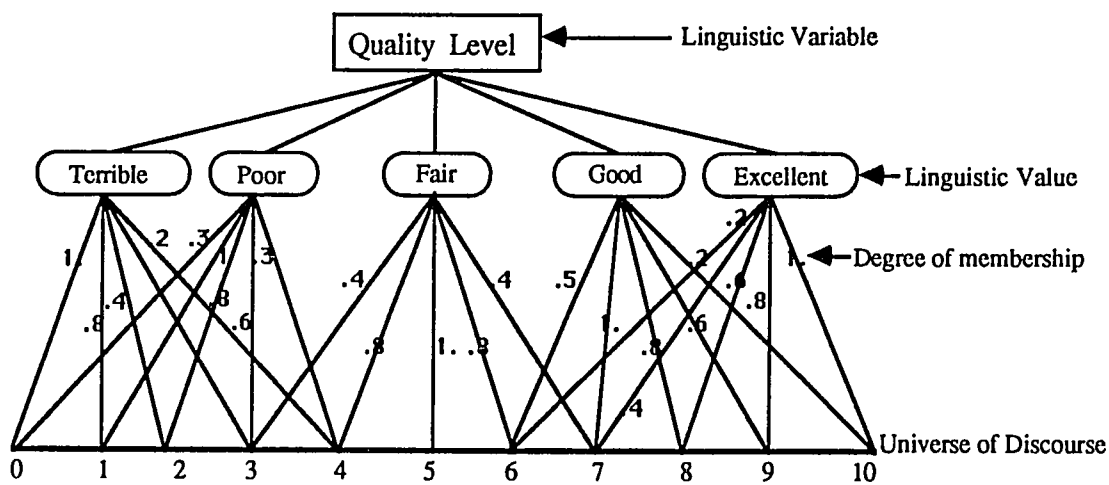 Quality Level
Linguistic Variable
Terrible
Poor
Fair
Good
Excellent
Linguistic Value
.2
2
.3
1.
1
.3
.4
.4
.5
2
.6
1.
Degree of membership
.8
.4
.8
.6
.8
.8
1.
.8
1.
.8
.6
.4
Universe of Discourse
0 1 2 3 4 5 6 7 8 9 10